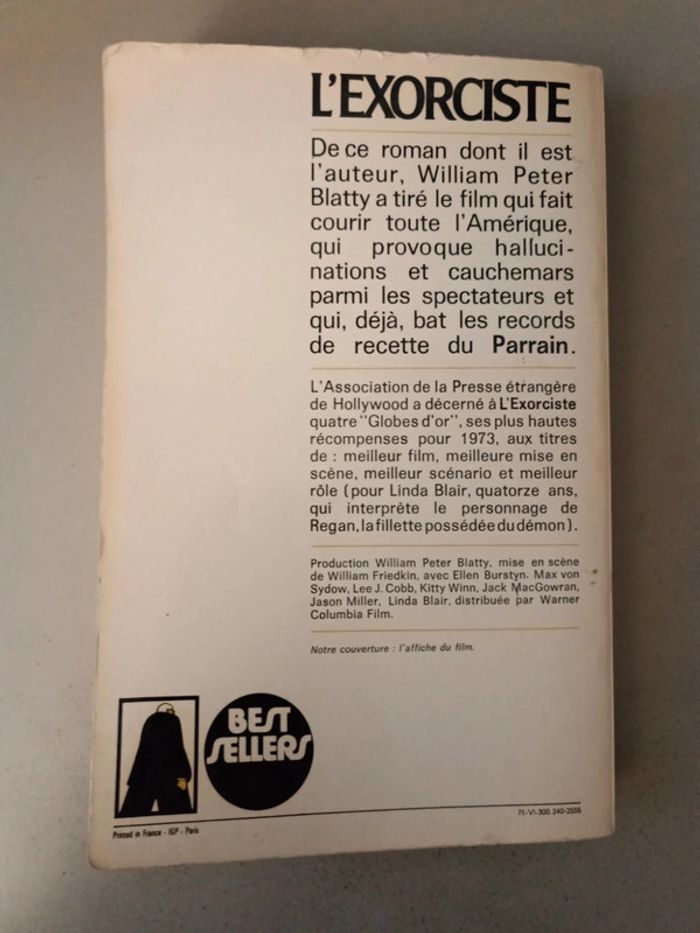 L'EXORCISTE
De ce roman dont il est
l'auteur, William Peter
Blatty a tiré le film qui fait
courir toute l'Amérique,
qui provoque halluci-
nations et cauchemars
parmi les spectateurs et
qui, déjà, bat les records
de recette du Parrain.
L'Association de la Presse étrangère
de Hollywood a décerné à L'Exorciste
quatre "Globes d'or", ses plus hautes
récompenses pour 1973, aux titres
de : meilleur film, meilleure mise en
scène, meilleur scénario et meilleur
rôle (pour Linda Blair, quatorze ans,
qui interprète le personnage de
Regan, la fillette possédée du démon).
Production William Peter Blatty, mise en scène
de William Friedkin, avec Ellen Burstyn, Max von
Sydow, Lee J. Cobb, Kitty Winn, Jack MacGowran,
Jason Miller, Linda Blair, distribuée par Warner
Columbia Film.
Notre couverture : l'affiche du film.
BEST
SELLERS
71-VI-300.240-2555
Printed in France - IGP - Paris